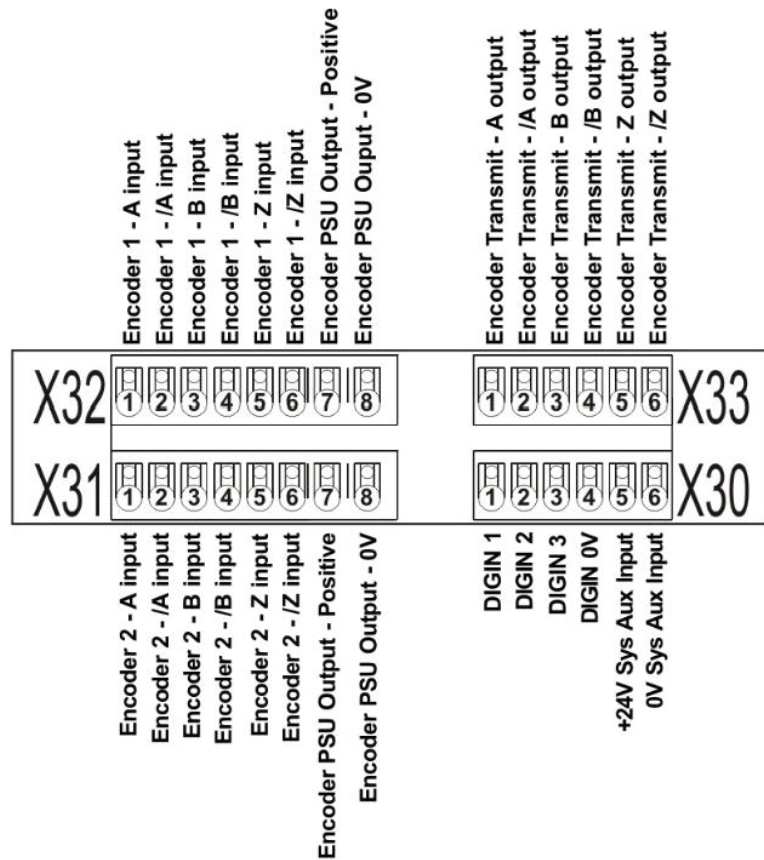 Encoder 1 - A input
Encoder 1 - /A input
Encoder 1 - B input
Encoder 1 - /B input
Encoder 1 - Z input
Encoder 1 - /Z input
Encoder PSU Output - Positive
Encoder PSU Ouput - 0V
Encoder Transmit - A output
Encoder Transmit - /A output
Encoder Transmit - B output
Encoder Transmit - /B output
Encoder Transmit - Z output
Encoder Transmit - /Z output
X32 1 2 3 4 5 6 7 8 1 2 3 4 5 6 X33
X31 1 2 3 4 5 6 7 8 1 2 3 4 5 6 X30
Encoder 2 - A input
Encoder 2 - /A input
Encoder 2 - B input
Encoder 2 - /B input
Encoder 2 - Z input
Encoder 2 - /Z input
Encoder PSU Output - Positive
Encoder PSU Output - 0V
DIGIN 1
DIGIN 2
DIGIN 3
DIGIN 0V
+24V Sys Aux Input
0V Sys Aux Input